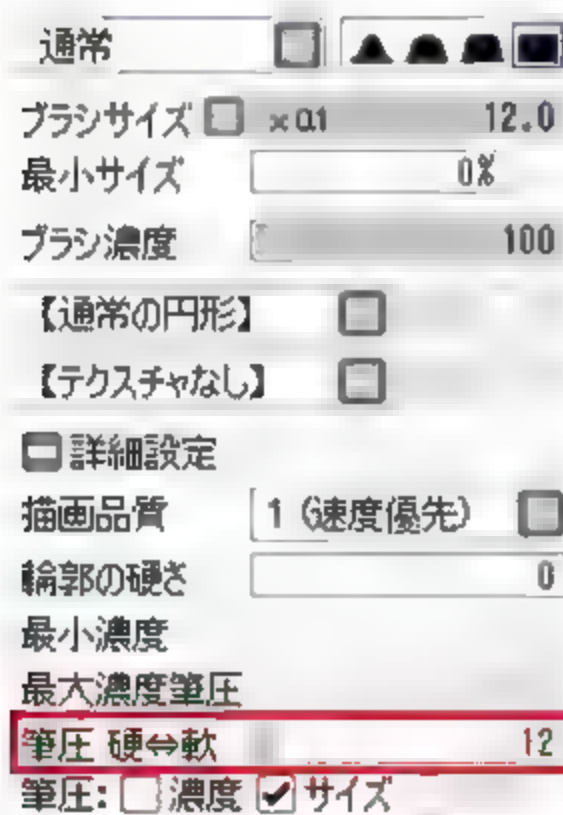 通常
ブラシサイズ ×0.1 12.0
最小サイズ 0%
ブラシ濃度 100
【通常の円形】
【テクスチャなし】
詳細設定
描画品質 1 (速度優先)
輪郭の硬さ 0
最小濃度
最大濃度筆圧
筆圧 硬⇔軟 12
筆圧: 濃度 サイズ